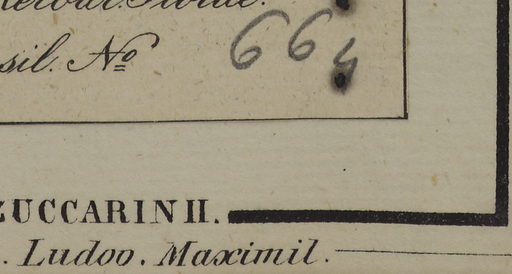 sil. Nº 664
ZUCCARINII.
. Ludov. Maximil.